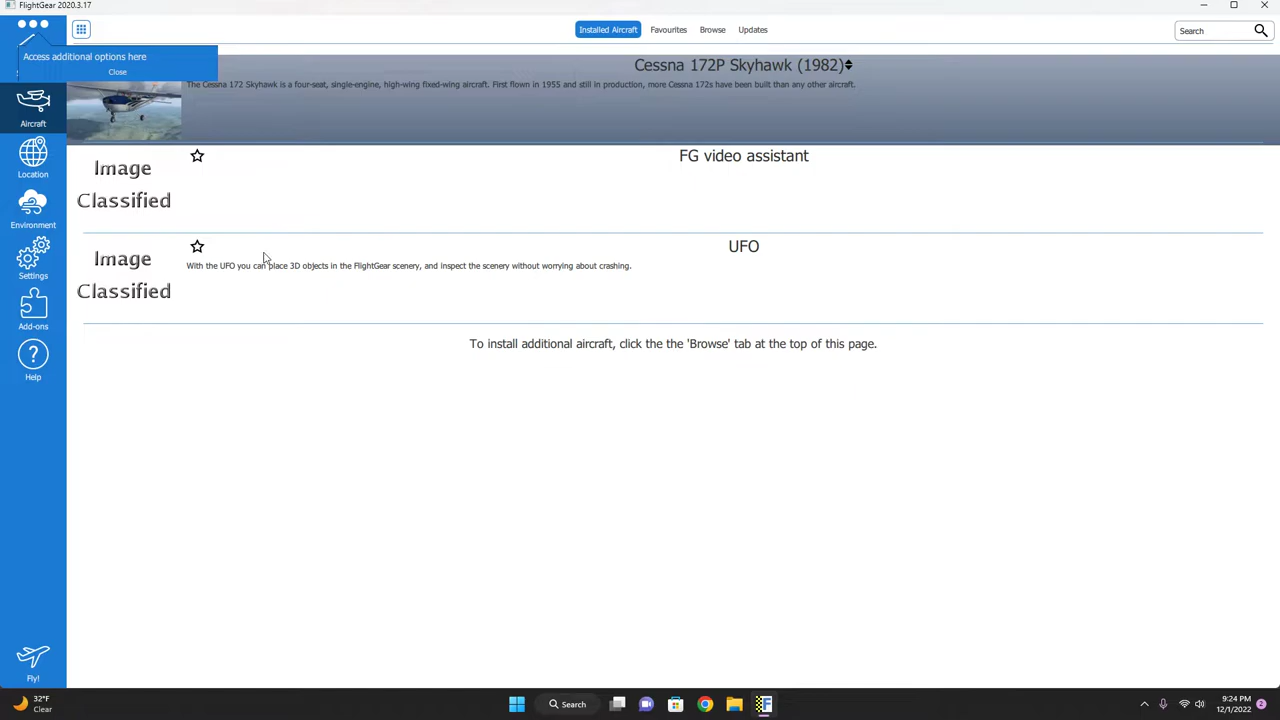 FlightGear 2020.3.17
Installed Aircraft
Favourites
Browse
Updates
Search
Access additional options here
Close
Cessna 172P Skyhawk (1982)
The Cessna 172 Skyhawk is a four-seat, single-engine, high-wing fixed-wing aircraft. First flown in 1955 and still in production, more Cessna 172s have been built than any other aircraft.
Aircraft
Image
Classified
FG video assistant
Location
Environment
Image
Classified
UFO
With the UFO you can place 3D objects in the FlightGear scenery, and inspect the scenery without worrying about crashing.
Settings
Add-ons
To install additional aircraft, click the the 'Browse' tab at the top of this page.
?
Help
Fly!
32°F
Clear
Search
F
9:24 PM
12/1/2022
2